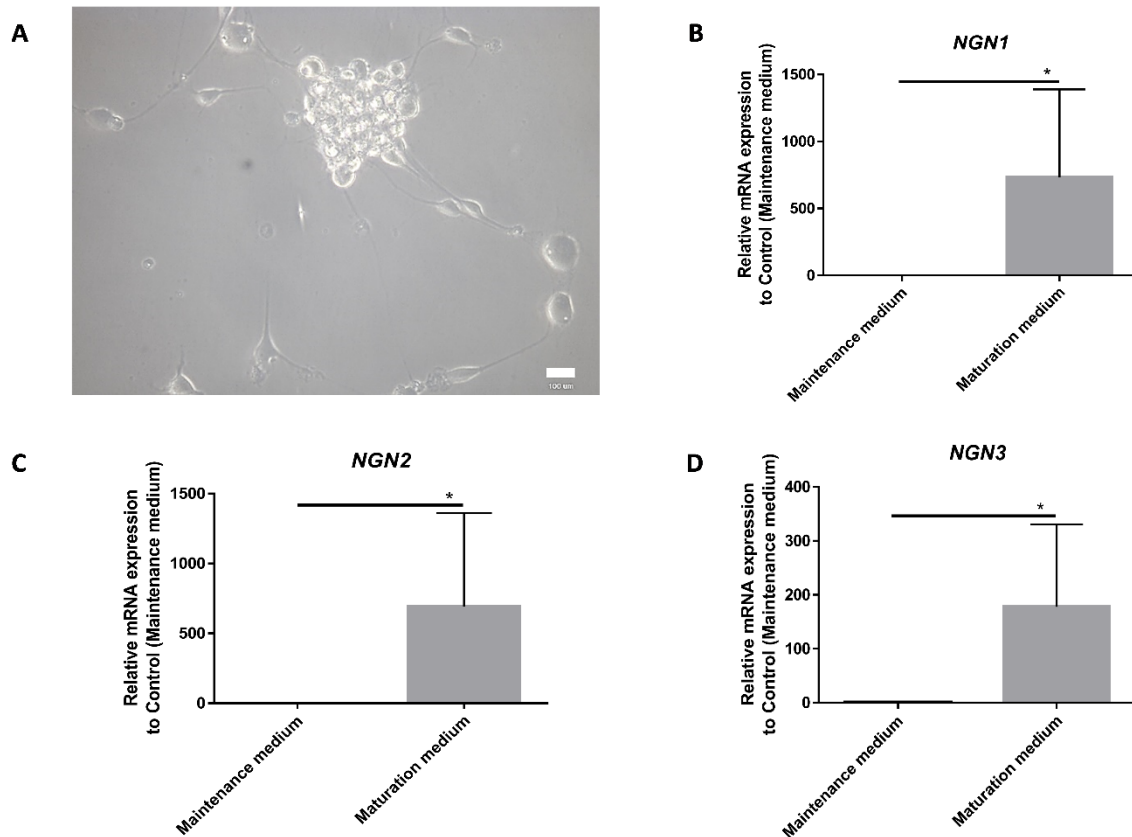 A
100 um
B
NGN1
Relative mRNA expression
to Control (Maintenance medium)
1500
1000
500
0
*
Maintenance medium
Maturation medium
C
NGN2
Relative mRNA expression
to Control (Maintenance medium)
1500
1000
500
0
*
Maintenance medium
Maturation medium
D
NGN3
Relative mRNA expression
to Control (Maintenance medium)
400
300
200
100
0
*
Maintenance medium
Maturation medium